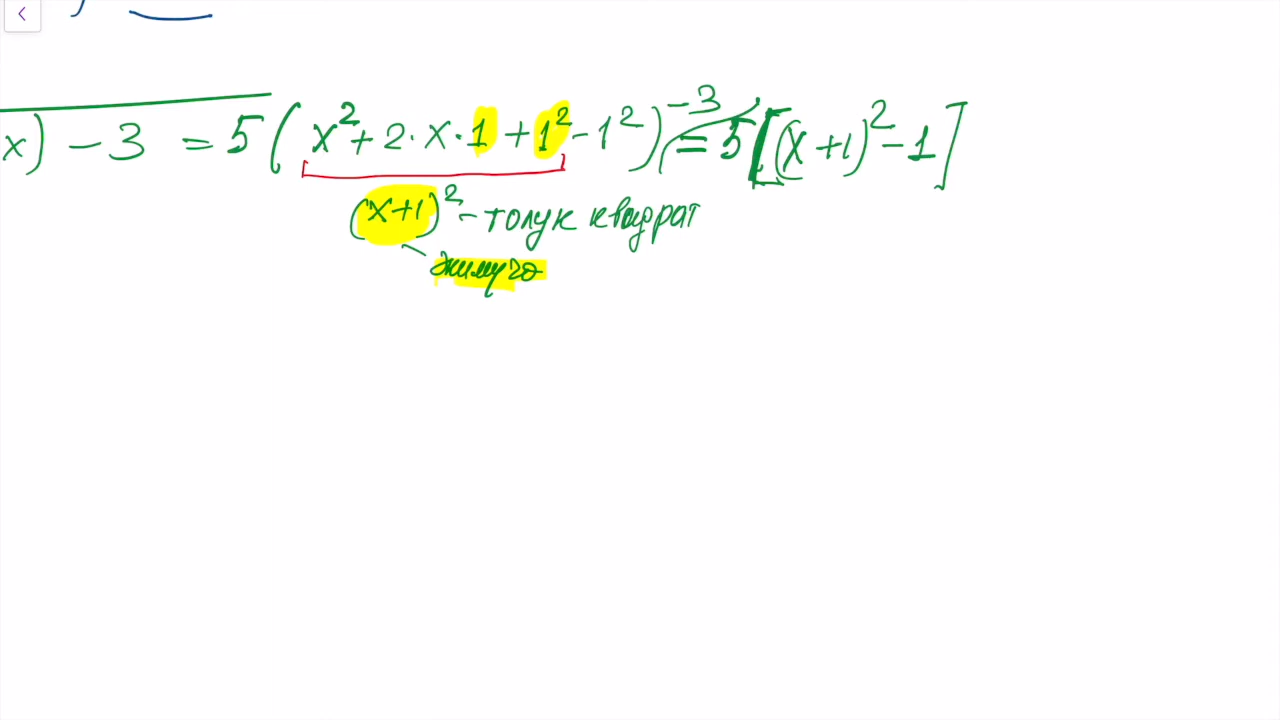 x) - 3 = 5(x² + 2·x·1 + 1² - 1²) - 3 = 5[(x+1)² - 1]
(x+1)² - толук квадрат